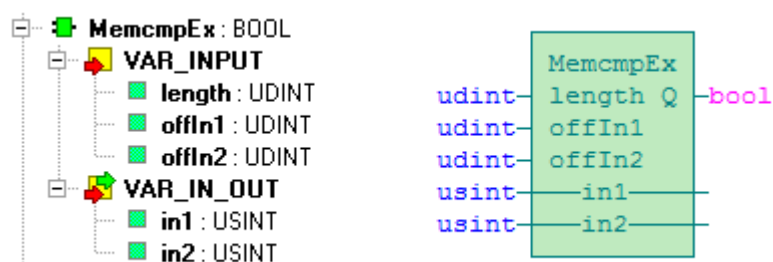 MemcmpEx : BOOL
VAR_INPUT
length : UDINT
offIn1 : UDINT
offIn2 : UDINT
VAR_IN_OUT
in1 : USINT
in2 : USINT
MemcmpEx
udint length Q bool
udint offIn1
udint offIn2
usint in1
usint in2